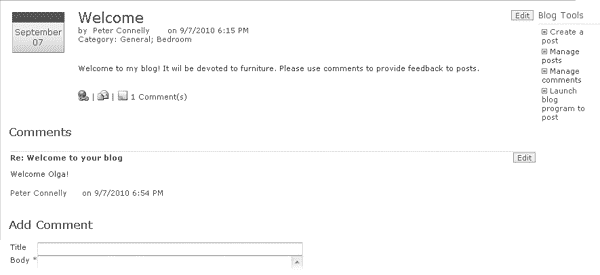 September
07
Welcome
by Peter Connelly on 9/7/2010 6:15 PM
Category: General; Bedroom
Edit
Welcome to my blog! It wil be devoted to furniture. Please use comments to provide feedback to posts.
| | 1 Comment(s)
Blog Tools
Create a
post
Manage
posts
Manage
comments
Launch
blog
program to
post
Comments
Re: Welcome to your blog
Edit
Welcome Olga!
Peter Connelly on 9/7/2010 6:54 PM
Add Comment
Title
Body *